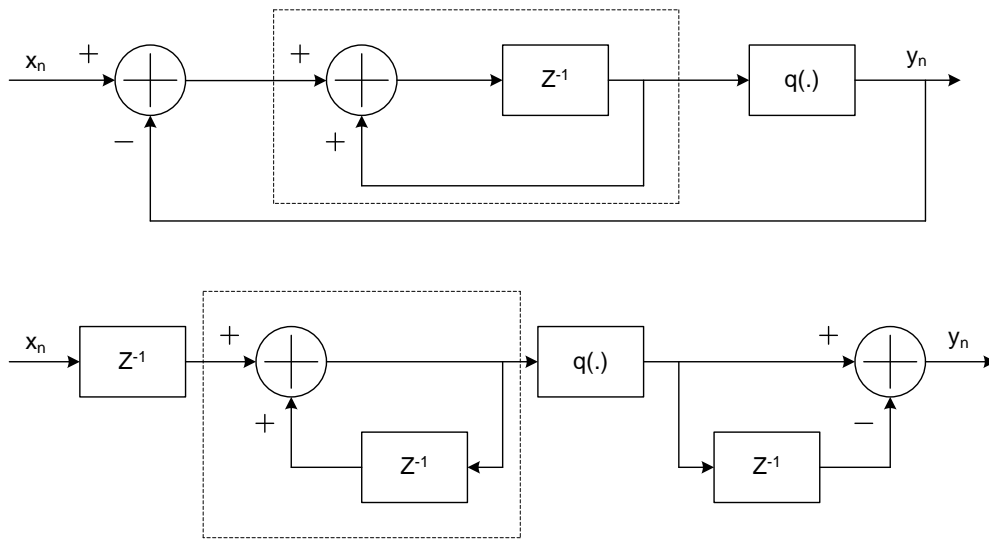 xₙ + + Z⁻¹ q(.) yₙ
− +
xₙ Z⁻¹ + q(.) + yₙ
+ −
Z⁻¹ Z⁻¹